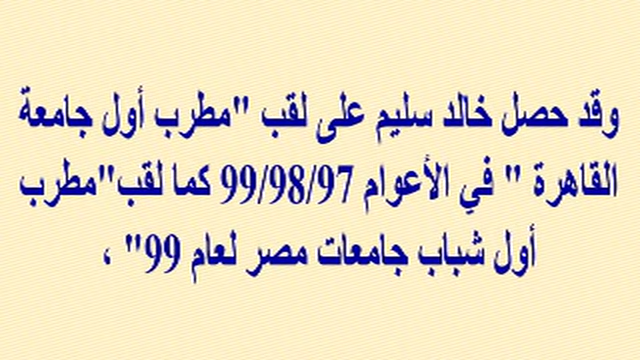 وقد حصل خالد سليم على لقب "مطرب أول جامعة
القاهرة " في الأعوام 99/98/97 كما لقب"مطرب
أول شباب جامعات مصر لعام 99" ،